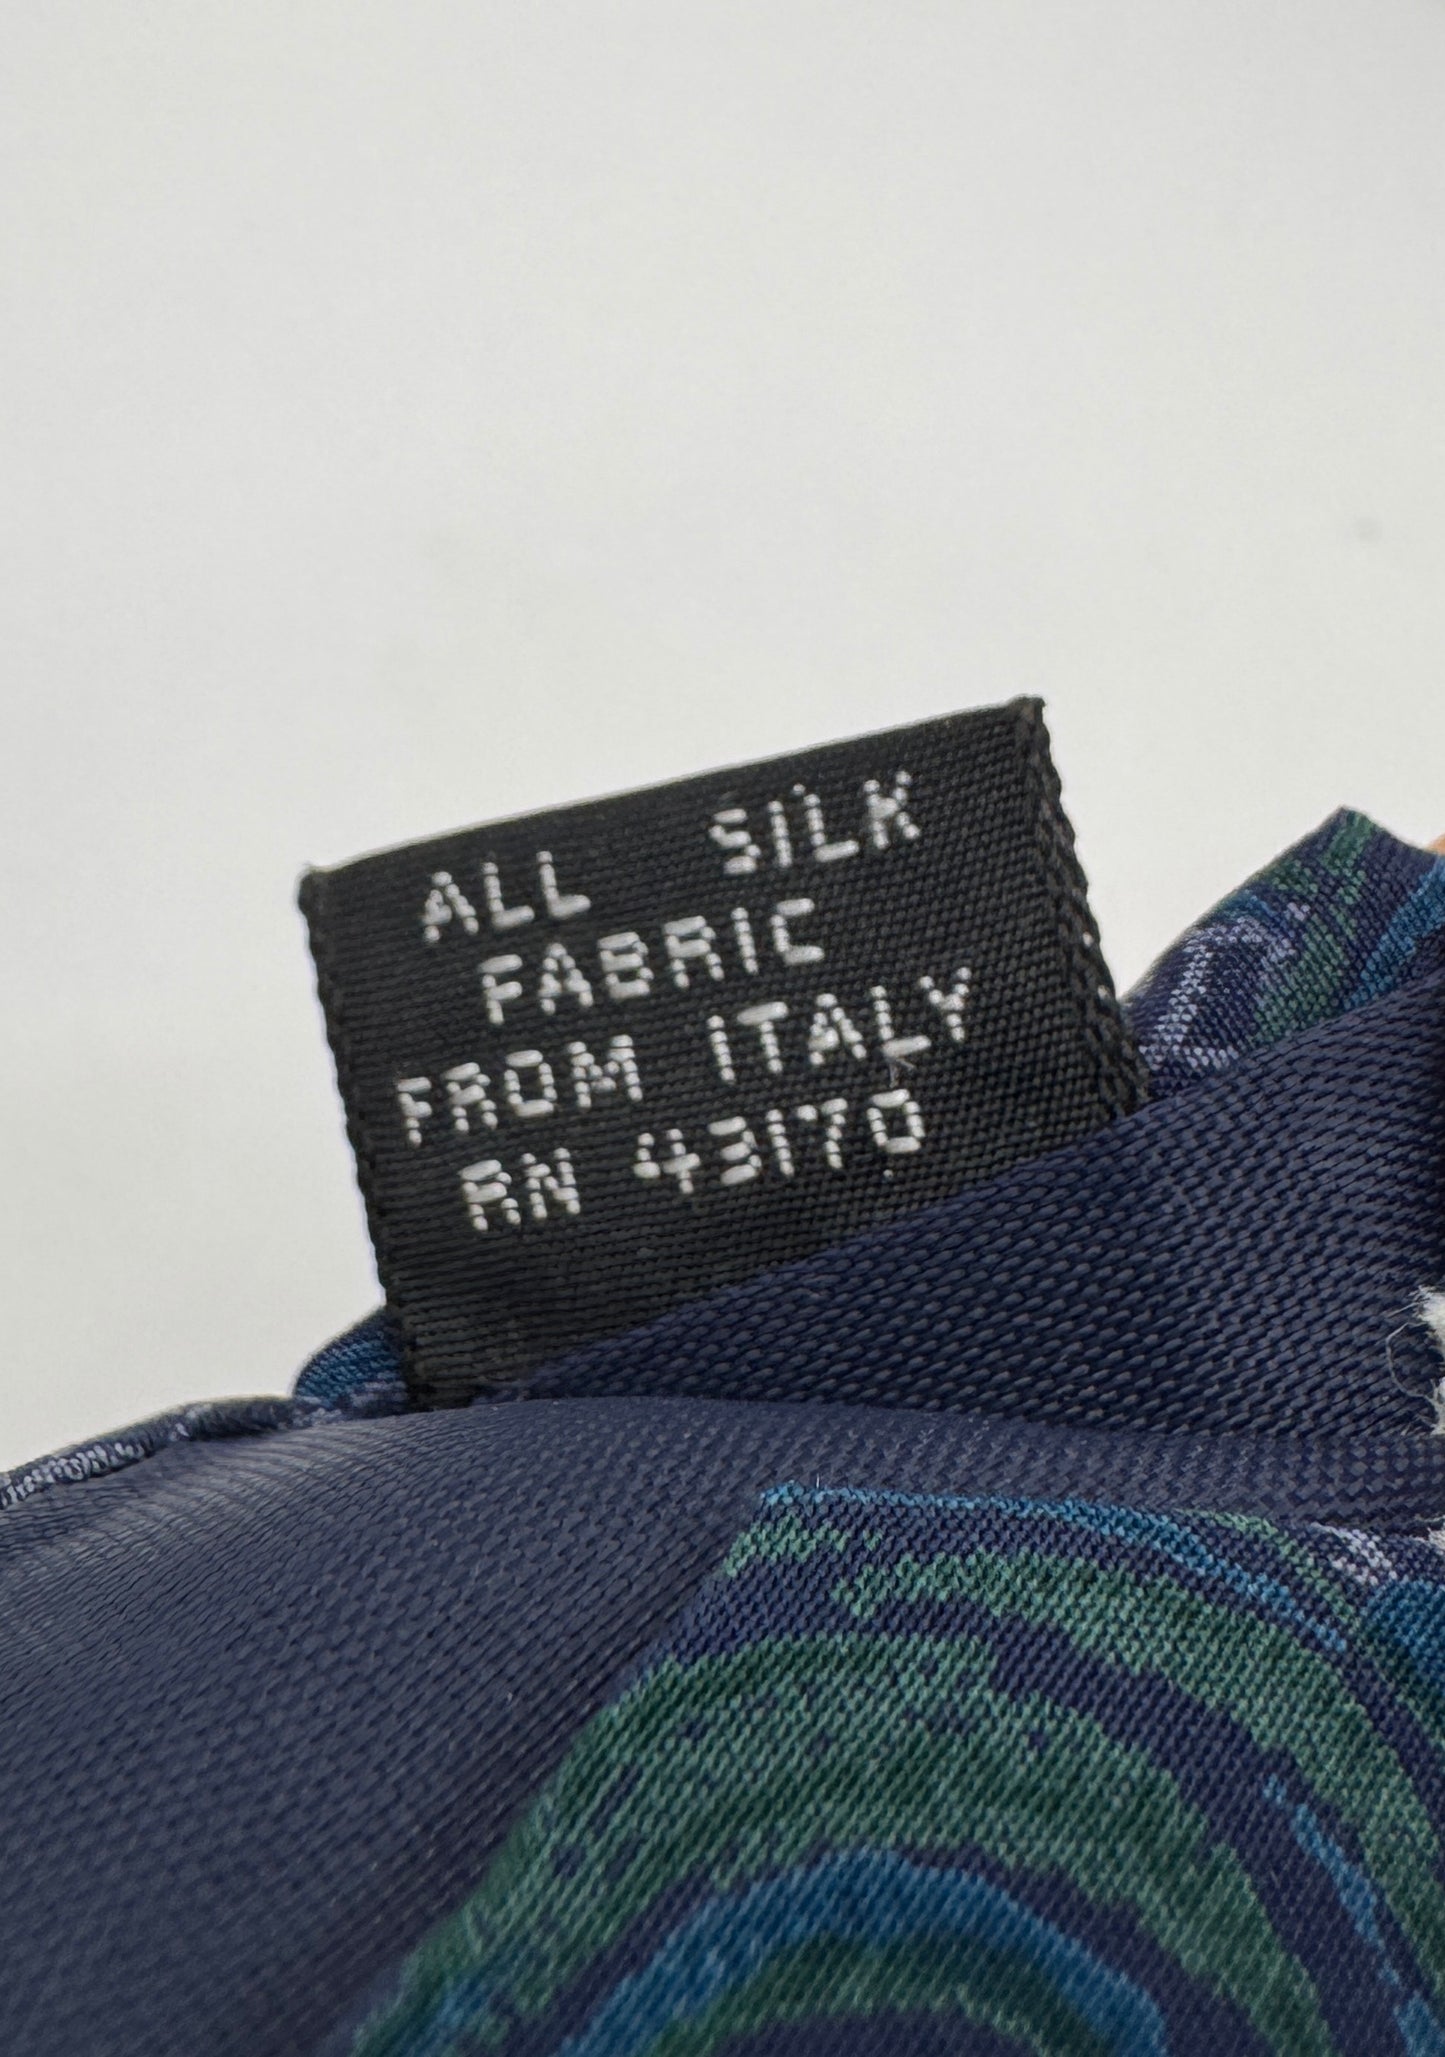 ALL SILK
FABRIC
FROM ITALY
RN 43170